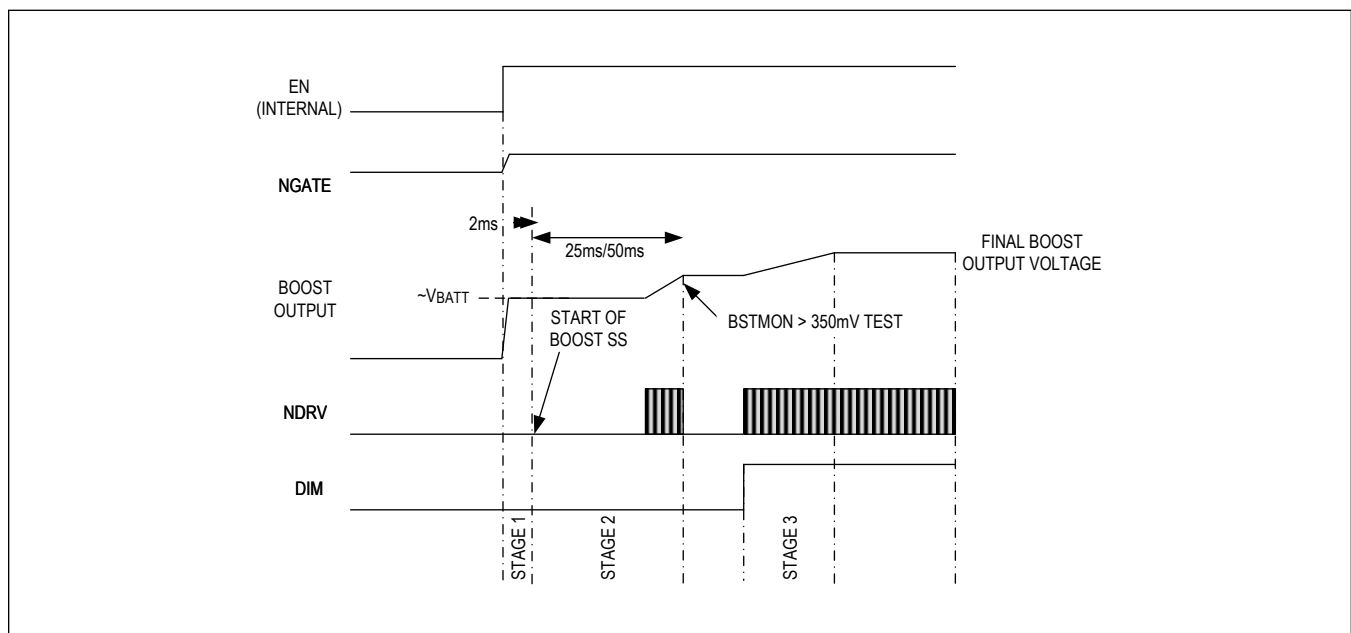 EN
(INTERNAL)
NGATE
2ms
25ms/50ms
FINAL BOOST
OUTPUT VOLTAGE
BOOST
OUTPUT
~VBATT
START OF
BOOST SS
BSTMON > 350mV TEST
NDRV
DIM
STAGE 1
STAGE 2
STAGE 3